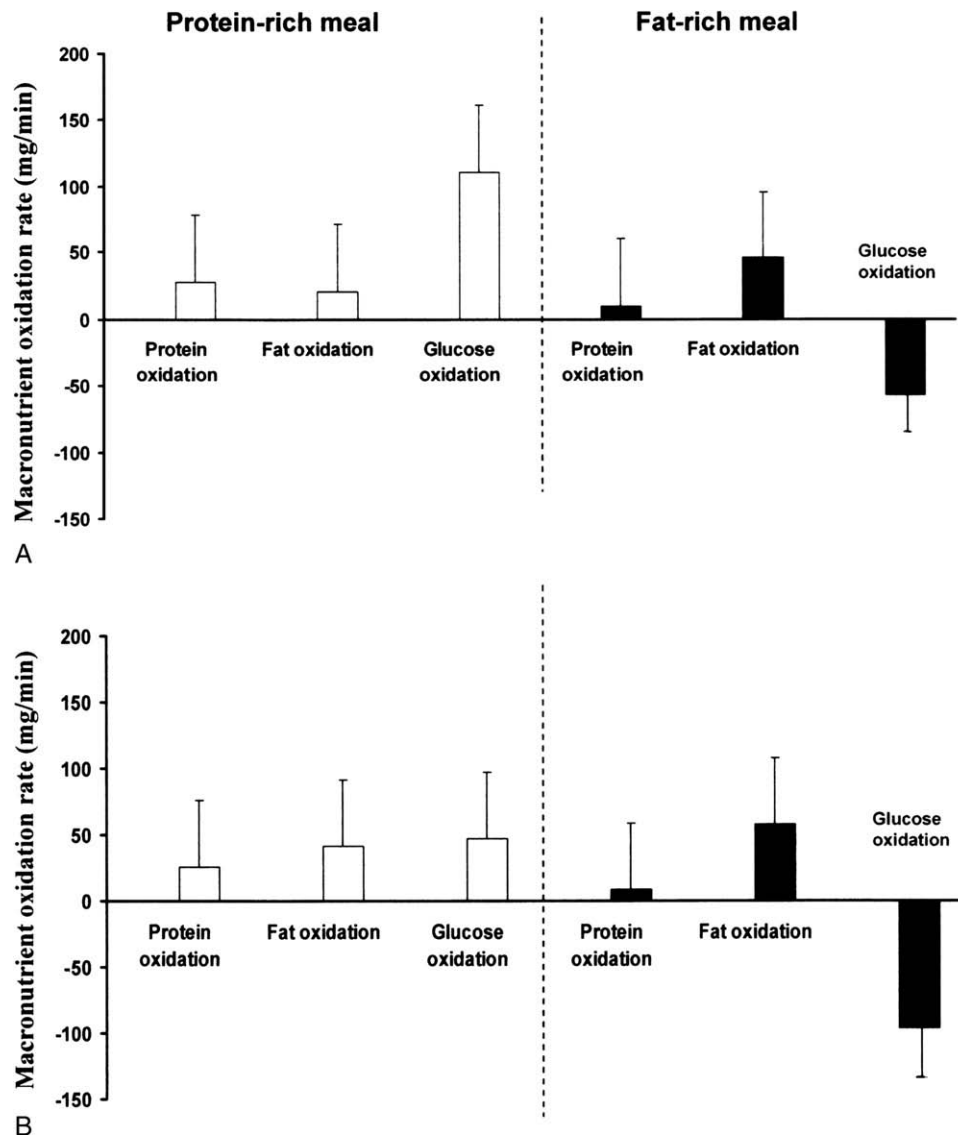 Protein-rich meal
Fat-rich meal
Macronutrient oxidation rate (mg/min)
200
150
100
50
0
-50
-100
-150
Protein
oxidation
Fat oxidation
Glucose
oxidation
Protein
oxidation
Fat oxidation
Glucose
oxidation
A
Macronutrient oxidation rate (mg/min)
200
150
100
50
0
-50
-100
-150
Protein
oxidation
Fat oxidation
Glucose
oxidation
Protein
oxidation
Fat oxidation
Glucose
oxidation
B